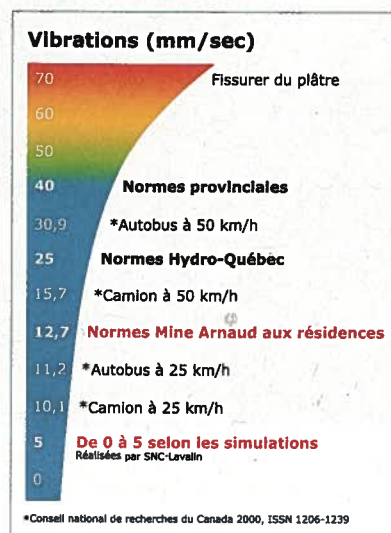 Vibrations (mm/sec)
70 Fissurer du plâtre
60
50
40 Normes provinciales
30,9 *Autobus à 50 km/h
25 Normes Hydro-Québec
15,7 *Camion à 50 km/h
12,7 Normes Mine Arnaud aux résidences
11,2 *Autobus à 25 km/h
10,1 *Camion à 25 km/h
5 De 0 à 5 selon les simulations
Réalisées par SNC-Lavalin
0
*Conseil national de recherches du Canada 2000, ISSN 1206-1239